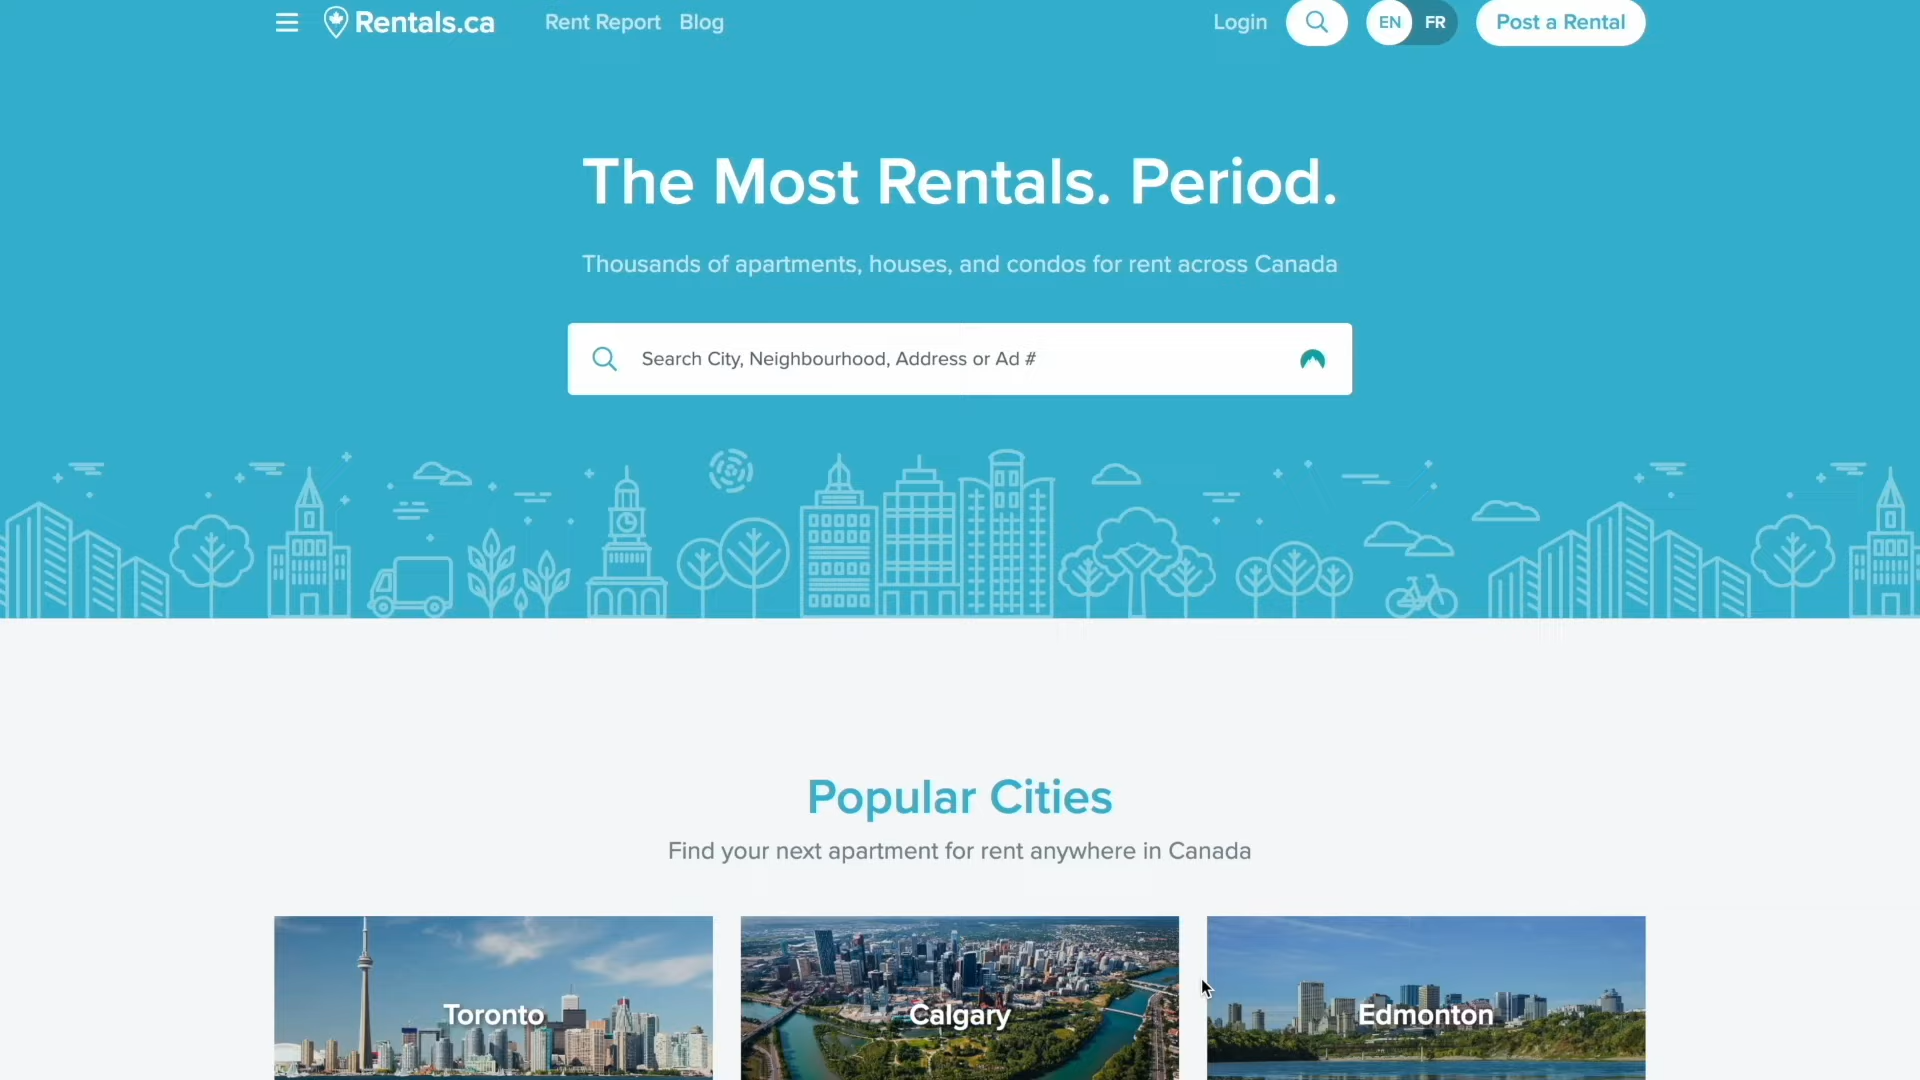 Rentals.ca Rent Report Blog Login EN FR Post a Rental
The Most Rentals. Period.
Thousands of apartments, houses, and condos for rent across Canada
Search City, Neighbourhood, Address or Ad #
Popular Cities
Find your next apartment for rent anywhere in Canada
Toronto Calgary Edmonton